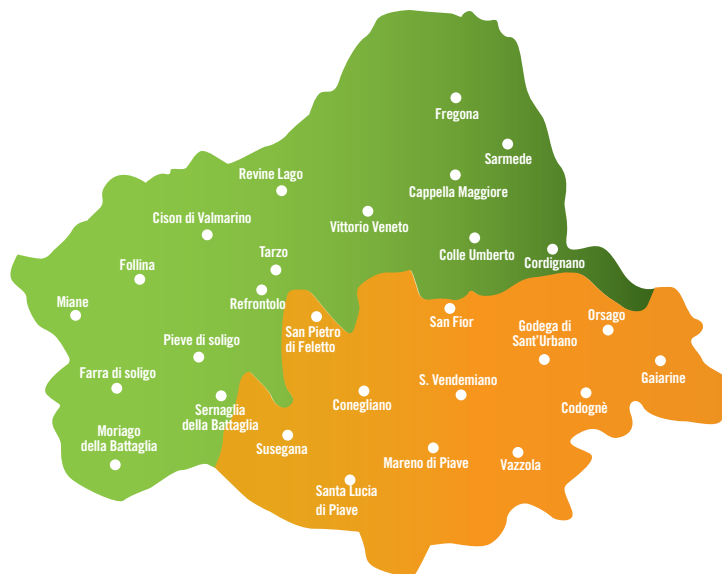 Fregona
Sarmede
Revine Lago
Cappella Maggiore
Cison di Valmarino
Vittorio Veneto
Tarzo
Colle Umberto
Follina
Cordignano
Miane
Refrontolo
Orsago
San Pietro
di Feletto
San Fior
Godega di
Sant'Urbano
Pieve di soligo
Farra di soligo
S. Vendemiano
Gaiarine
Conegliano
Codognè
Sernaglia
della Battaglia
Moriago
della Battaglia
Susegana
Mareno di Piave
Vazzola
Santa Lucia
di Piave